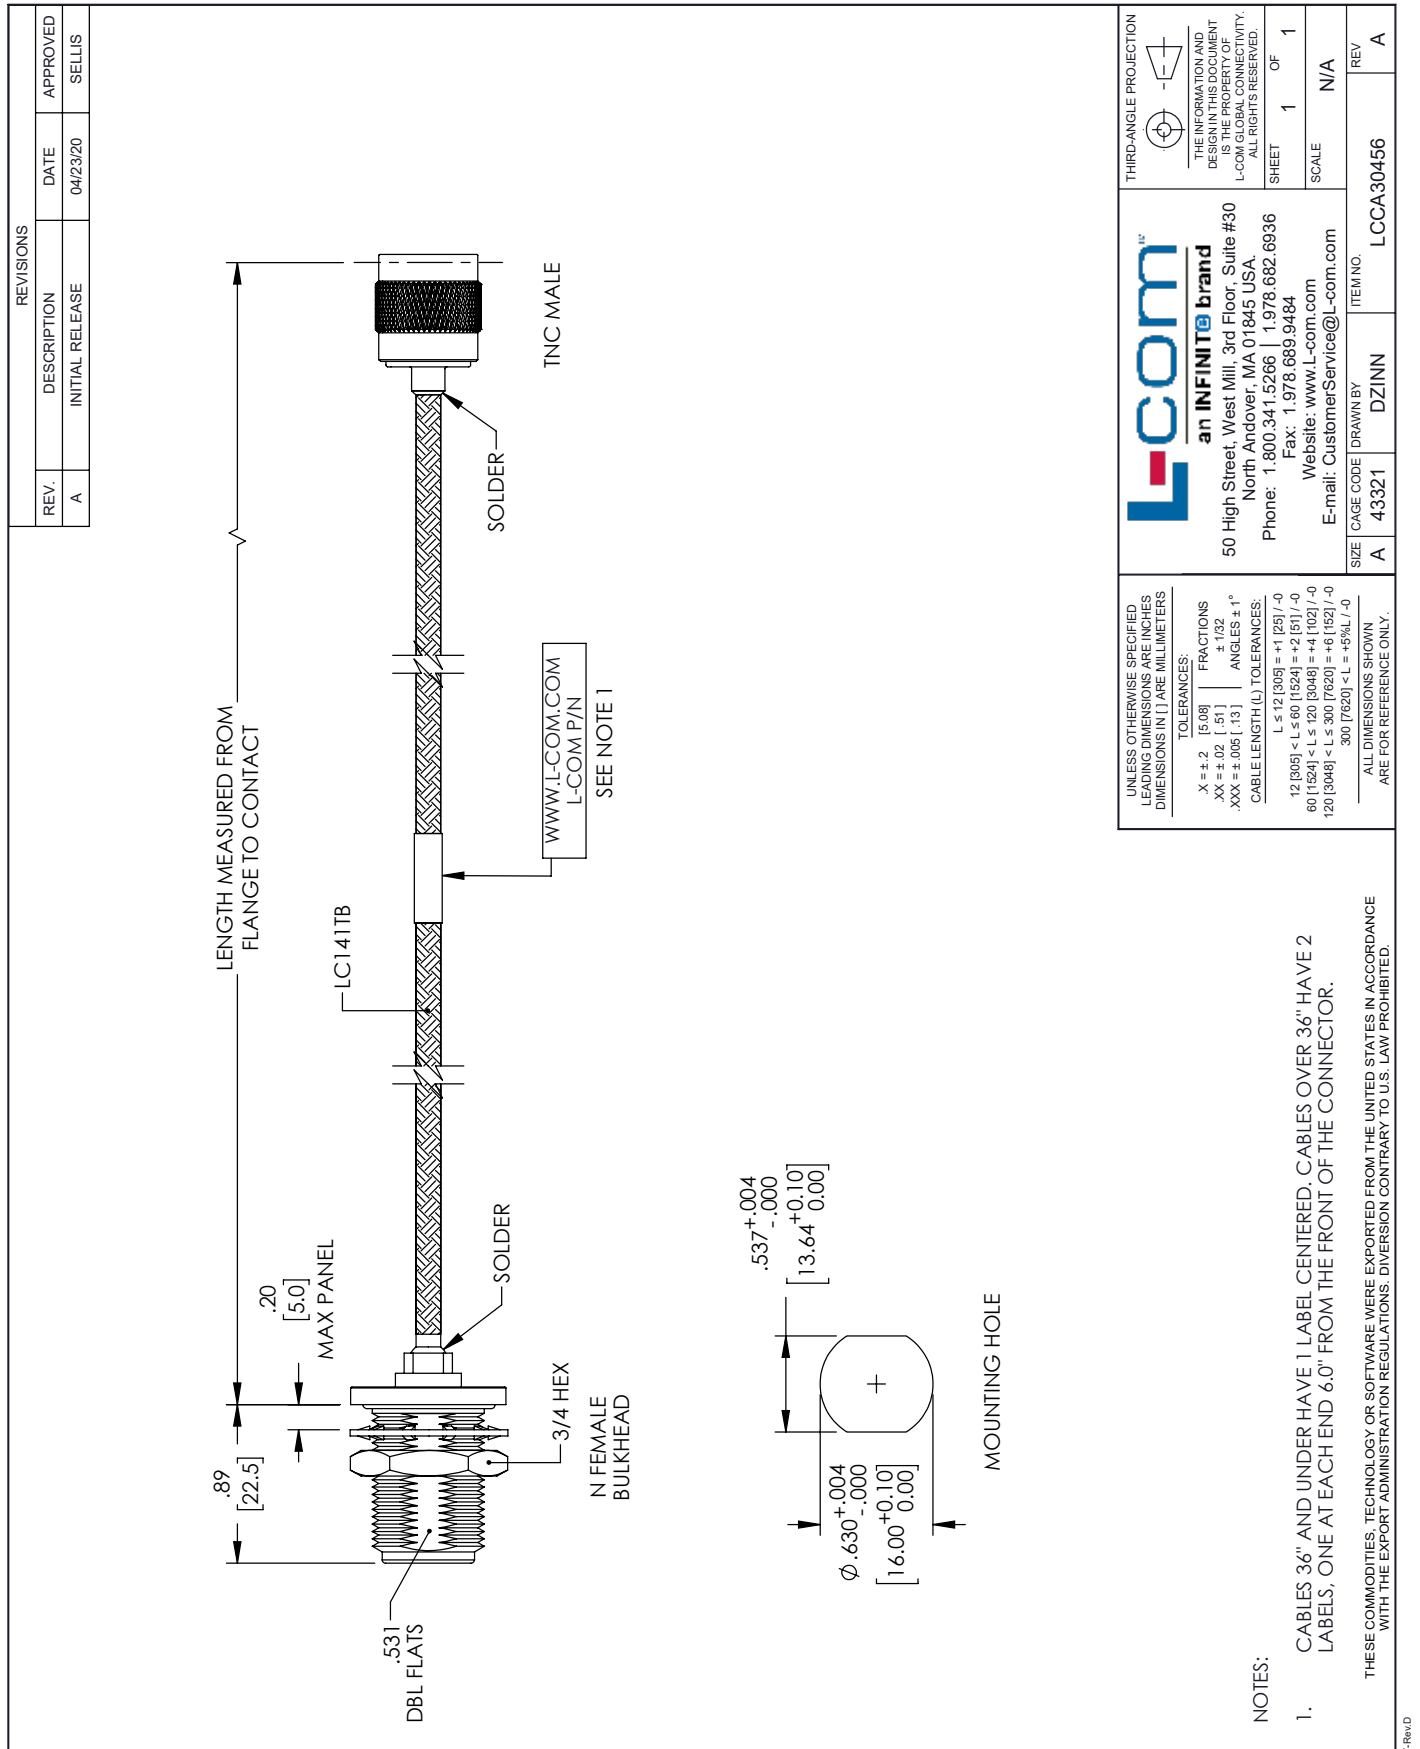 REVISIONS
REV. DESCRIPTION DATE APPROVED
A INITIAL RELEASE 04/23/20 SELLIS
LENGTH MEASURED FROM
FLANGE TO CONTACT
.89
[22.5]
.20
[5.0]
MAX PANEL
LC141TB
.531
DBL FLATS
3/4 HEX
N FEMALE
BULKHEAD
SOLDER
WWW.L-COM.COM
L-COM P/N
SEE NOTE 1
SOLDER
TNC MALE
.537 +.004
-.000
[13.64 +0.10
0.00]
Ø.630 +.004
-.000
[16.00 +0.10
0.00]
MOUNTING HOLE
NOTES:
1. CABLES 36" AND UNDER HAVE 1 LABEL CENTERED. CABLES OVER 36" HAVE 2
LABELS, ONE AT EACH END 6.0" FROM THE FRONT OF THE CONNECTOR.
THESE COMMODITIES, TECHNOLOGY OR SOFTWARE WERE EXPORTED FROM THE UNITED STATES IN ACCORDANCE
WITH THE EXPORT ADMINISTRATION REGULATIONS. DIVERSION CONTRARY TO U.S. LAW PROHIBITED.
UNLESS OTHERWISE SPECIFIED
LEADING DIMENSIONS ARE INCHES
DIMENSIONS IN [ ] ARE MILLIMETERS
TOLERANCES:
.X = ±.2 [5.08] FRACTIONS
.XX = ±.02 [.51] ± 1/32
.XXX = ±.005 [.13] ANGLES ± 1°
CABLE LENGTH (L) TOLERANCES:
L ≤ 12 [305] = +1 [25] / -0
12 [305] < L ≤ 60 [1524] = +2 [51] / -0
60 [1524] < L ≤ 120 [3048] = +4 [102] / -0
120 [3048] < L ≤ 300 [7620] = +6 [152] / -0
300 [7620] < L = +5%L / -0
ALL DIMENSIONS SHOWN
ARE FOR REFERENCE ONLY.
L-com
an INFINIT@ brand
50 High Street, West Mill, 3rd Floor, Suite #30
North Andover, MA 01845 USA.
Phone: 1.800.341.5266 | 1.978.682.6936
Fax: 1.978.689.9484
Website: www.L-com.com
E-mail: CustomerService@L-com.com
THIRD-ANGLE PROJECTION
THE INFORMATION AND
DESIGN IN THIS DOCUMENT
IS THE PROPERTY OF
L-COM GLOBAL CONNECTIVITY.
ALL RIGHTS RESERVED.
SHEET 1 OF 1
SCALE N/A
SIZE A
CAGE CODE 43321
DRAWN BY DZINN
ITEM NO. LCCA30456
REV A
-Rev.D